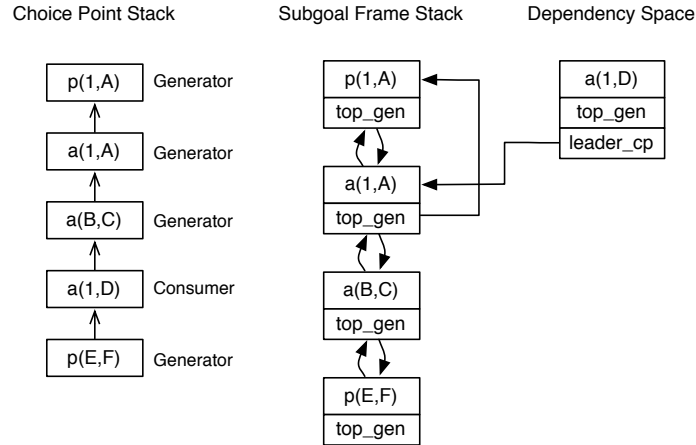 Choice Point Stack
Subgoal Frame Stack
Dependency Space
p(1,A)
Generator
a(1,A)
Generator
a(B,C)
Generator
a(1,D)
Consumer
p(E,F)
Generator
p(1,A)
top_gen
a(1,A)
top_gen
a(B,C)
top_gen
p(E,F)
top_gen
a(1,D)
top_gen
leader_cp